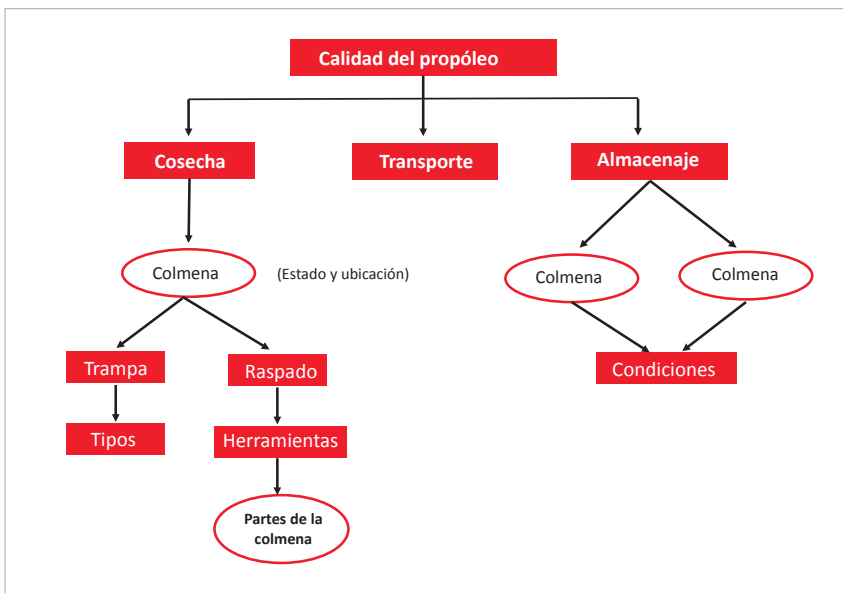 Calidad del propóleo
Cosecha
Transporte
Almacenaje
Colmena
(Estado y ubicación)
Colmena
Colmena
Trampa
Raspado
Condiciones
Tipos
Herramientas
Partes de la
colmena